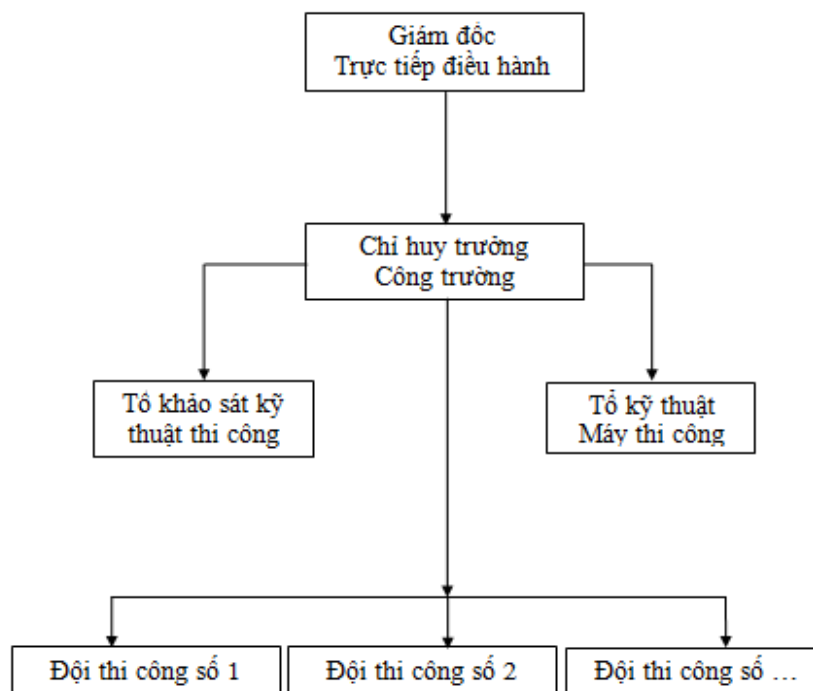 Giám đốc
Trực tiếp điều hành
Chỉ huy trưởng
Công trường
Tổ khảo sát kỹ
thuật thi công
Tổ kỹ thuật
Máy thi công
Đội thi công số 1
Đội thi công số 2
Đội thi công số ...